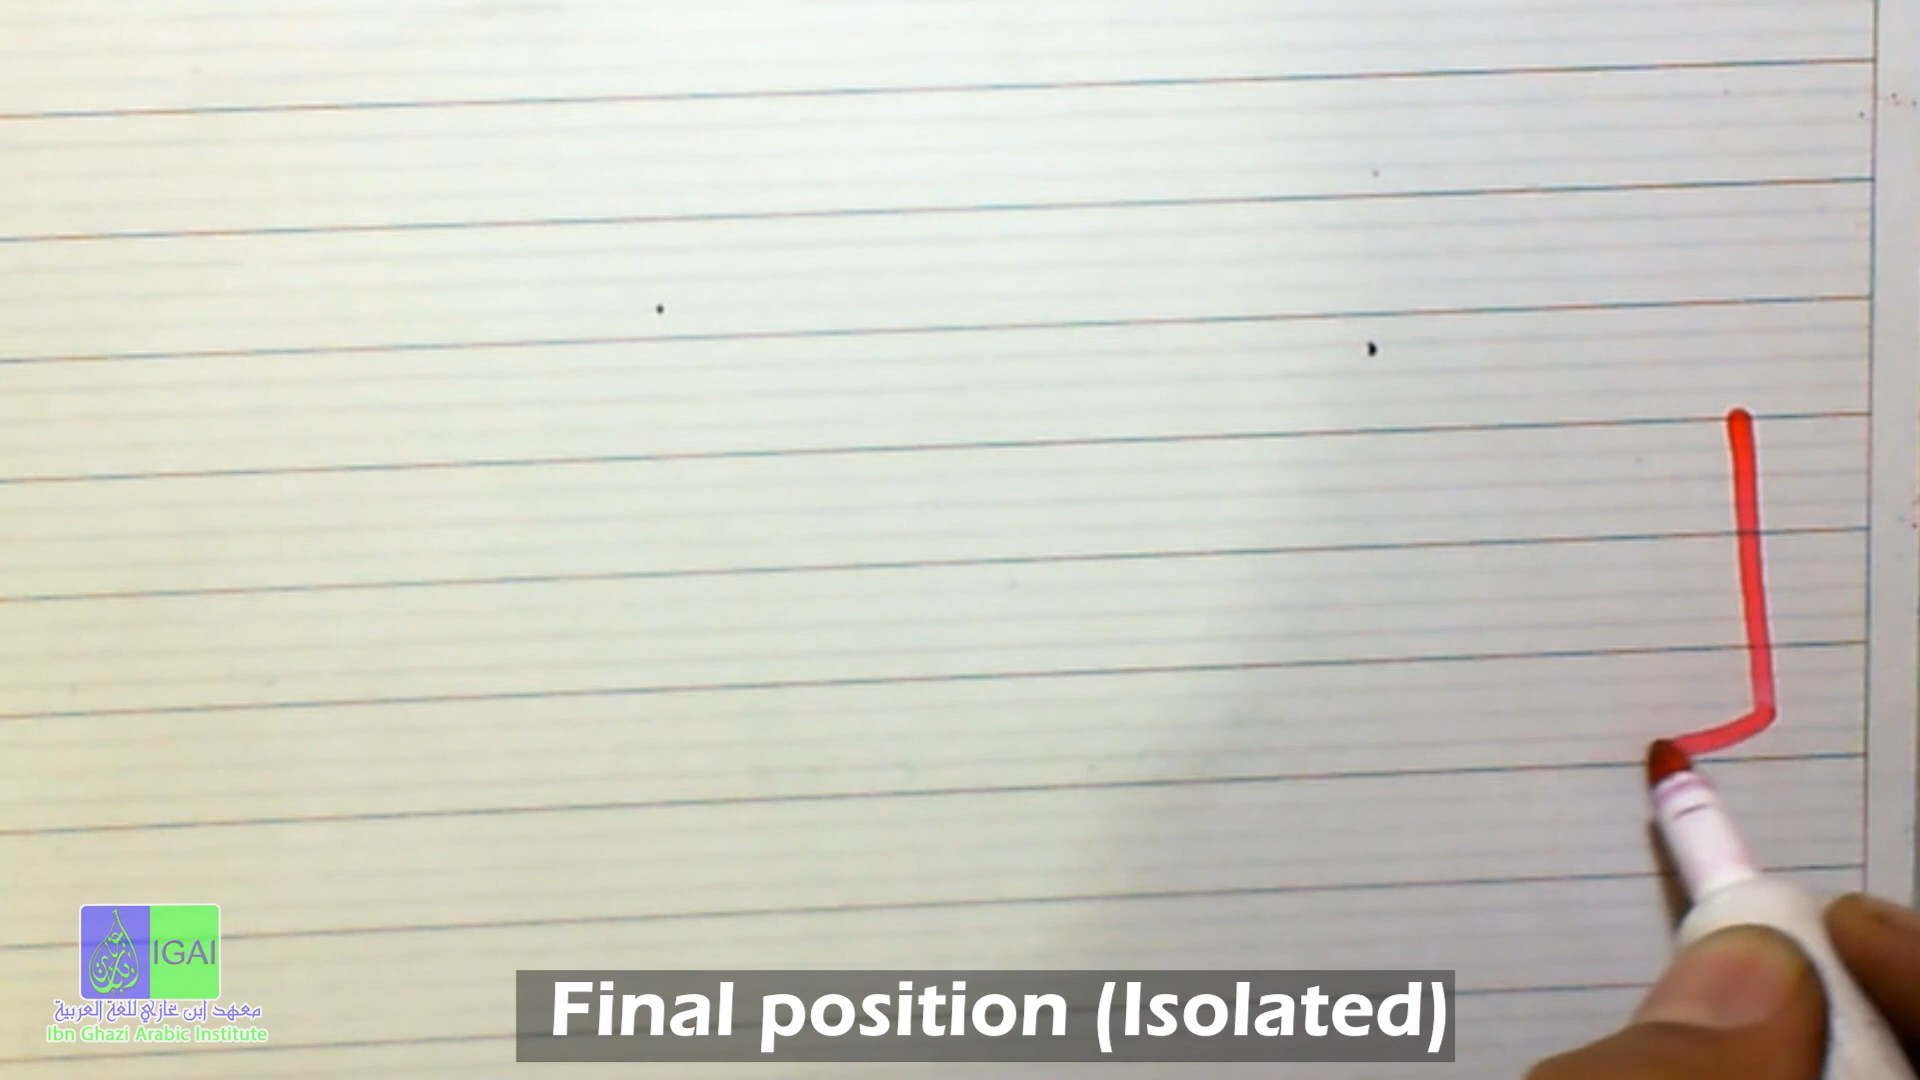 IGAI
معهد ابن غازي للغة العربية
Ibn Ghazi Arabic Institute
Final position (Isolated)